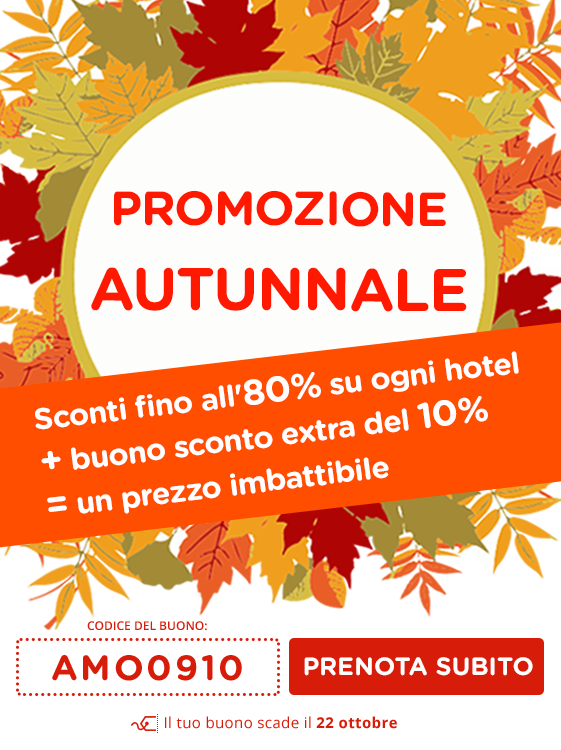 PROMOZIONE
AUTUNNALE
Sconti fino all'80% su ogni hotel
+ buono sconto extra del 10%
= un prezzo imbattibile
CODICE DEL BUONO:
AMO0910
PRENOTA SUBITO
Il tuo buono scade il 22 ottobre